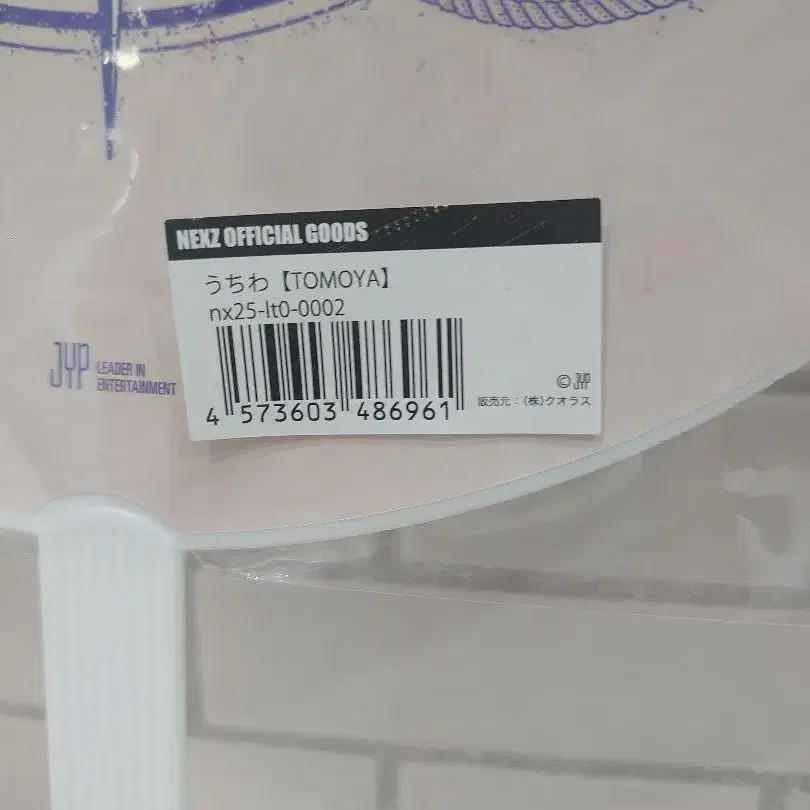 NEXZ OFFICIAL GOODS
うちわ【TOMOYA】
nx25-lt0-0002
4 573603 486961
©JYP
販売元:(株)クオラス
JYP LEADER IN
ENTERTAINMENT